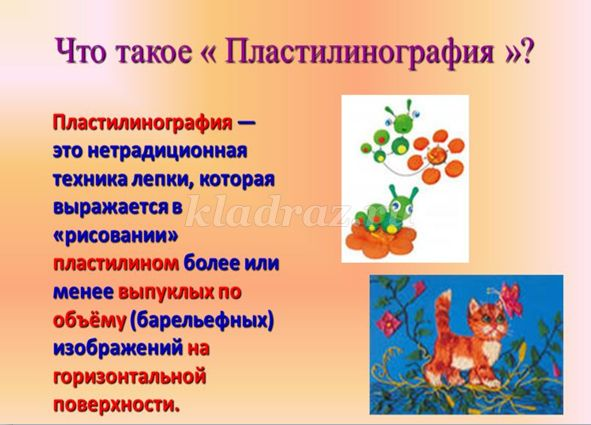 Что такое « Пластилинография »?
Пластилинография —
это нетрадиционная
техника лепки, которая
выражается в
«рисовании»
пластилином более или
менее выпуклых по
объёму (барельефных)
изображений на
горизонтальной
поверхности.
kladraz.ru